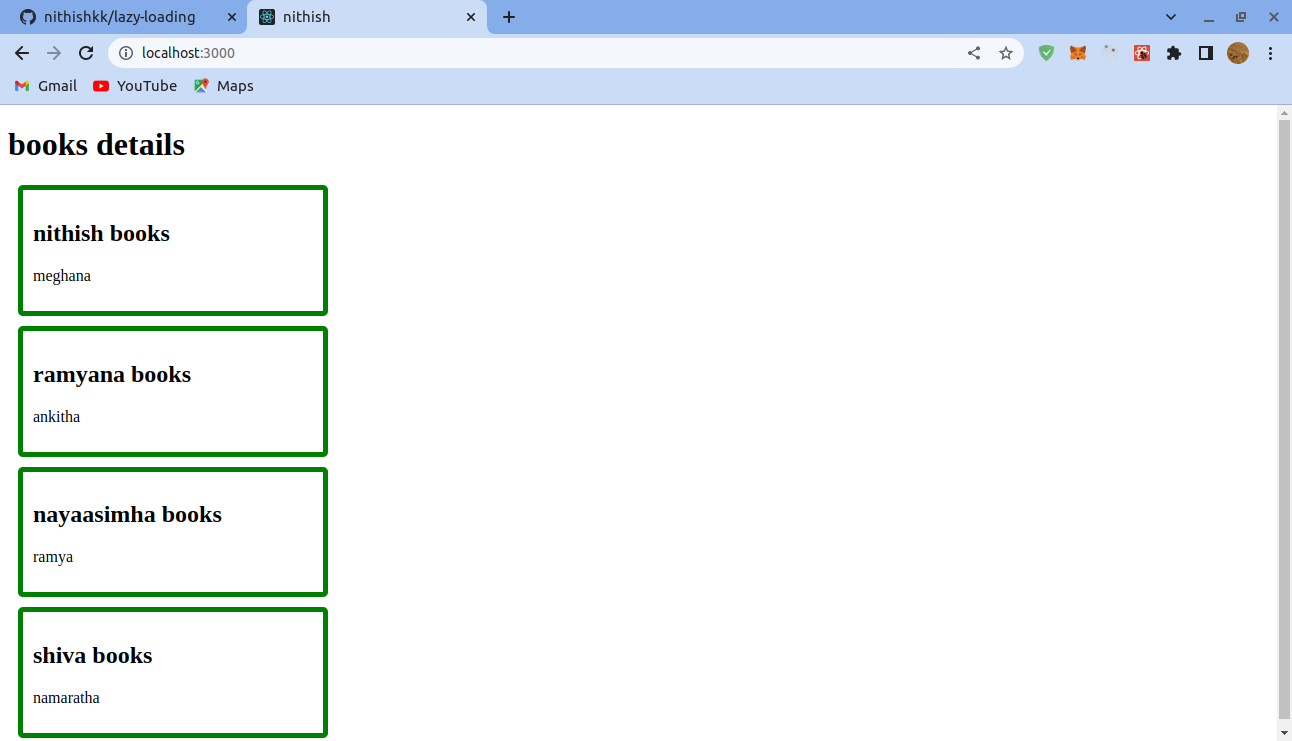 nithishkk/lazy-loading
nithish
localhost:3000
Gmail
YouTube
Maps
books details
nithish books
meghana
ramyana books
ankitha
nayaasimha books
ramya
shiva books
namaratha